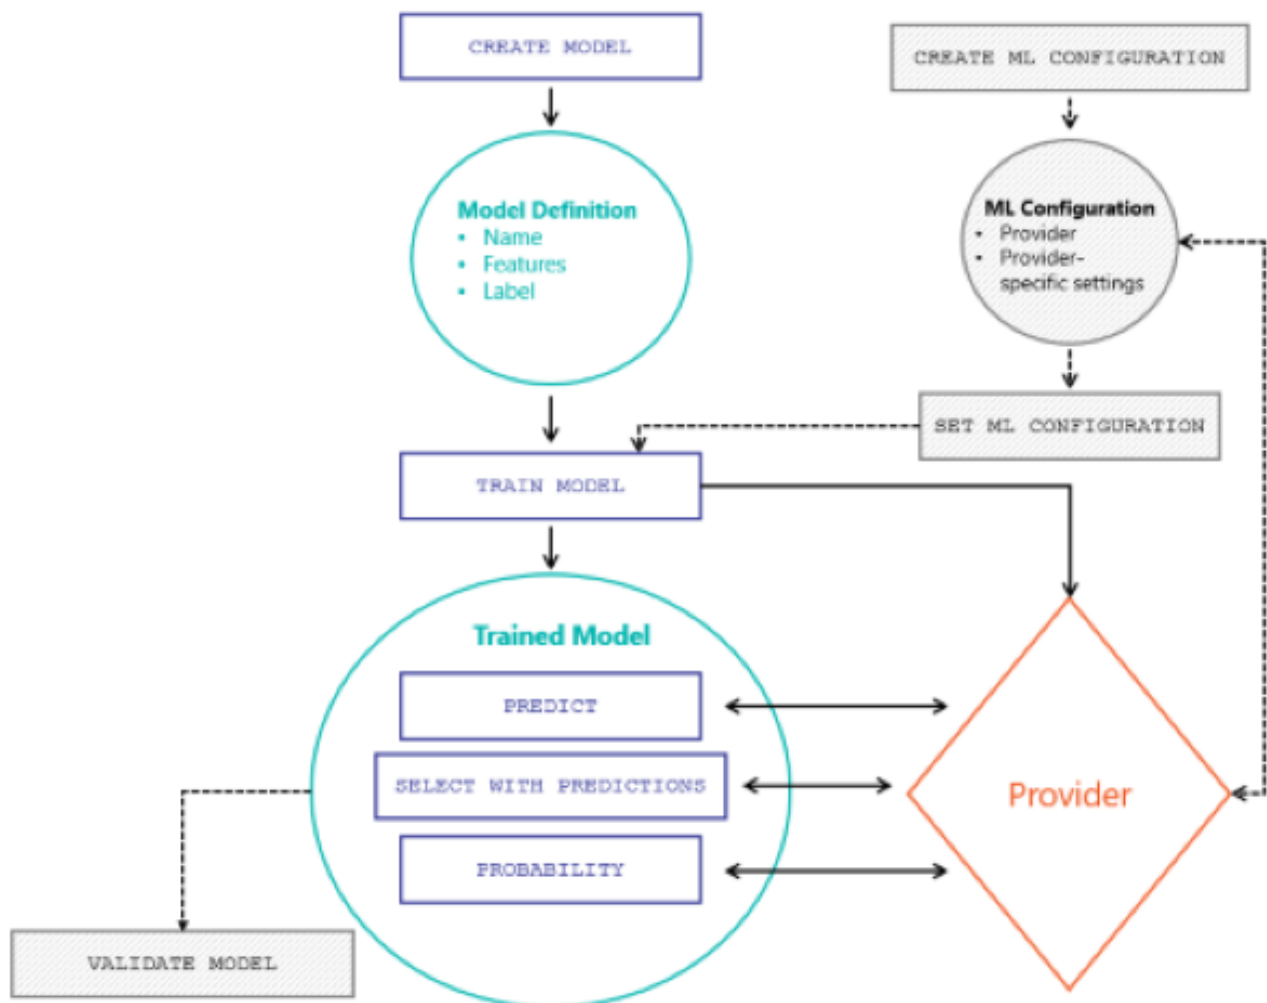 CREATE MODEL
CREATE ML CONFIGURATION
Model Definition
• Name
• Features
• Label
ML Configuration
• Provider
• Provider-
specific settings
SET ML CONFIGURATION
TRAIN MODEL
Trained Model
PREDICT
SELECT WITH PREDICTIONS
PROBABILITY
Provider
VALIDATE MODEL